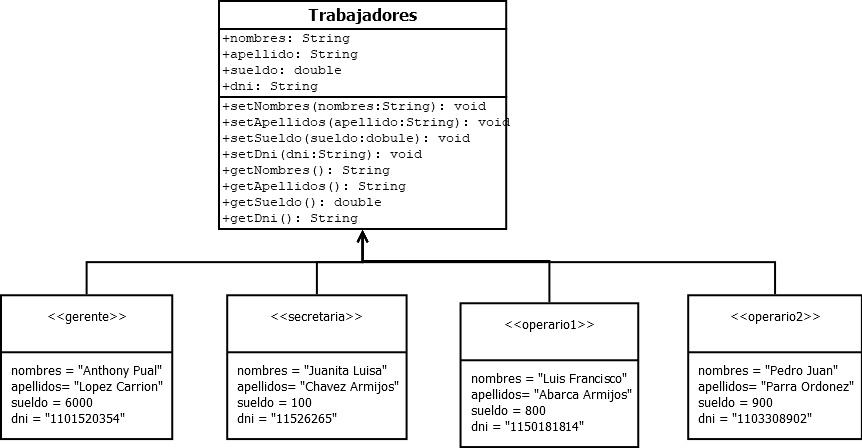 Trabajadores
+nombres: String
+apellido: String
+sueldo: double
+dni: String
+setNombres(nombres:String): void
+setApellidos(apellido:String): void
+setSueldo(sueldo:dobule): void
+setDni(dni:String): void
+getNombres(): String
+getApellidos(): String
+getSueldo(): double
+getDni(): String
<<gerente>>
nombres = "Anthony Pual"
apellidos= "Lopez Carrion"
sueldo = 6000
dni = "1101520354"
<<secretaria>>
nombres = "Juanita Luisa"
apellidos= "Chavez Armijos"
sueldo = 100
dni = "11526265"
<<operario1>>
nombres = "Luis Francisco"
apellidos= "Abarca Armijos"
sueldo = 800
dni = "1150181814"
<<operario2>>
nombres = "Pedro Juan"
apellidos= "Parra Ordonez"
sueldo = 900
dni = "1103308902"